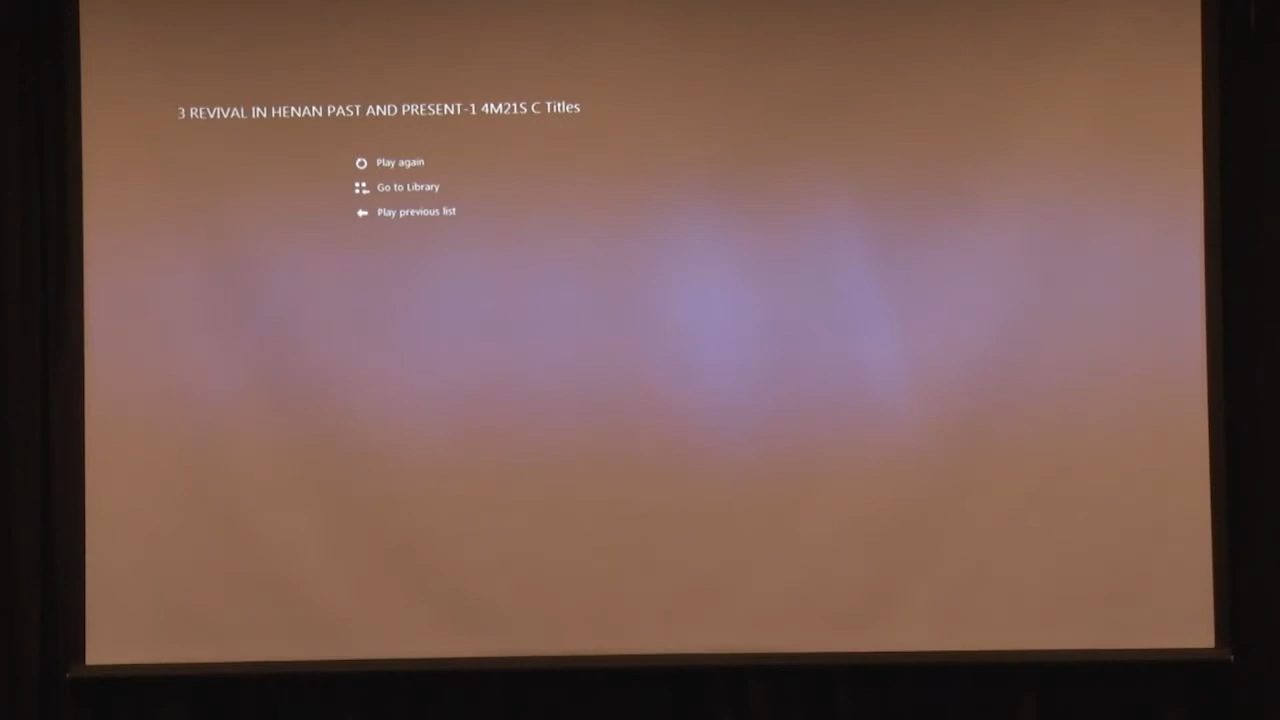 3 REVIVAL IN HENAN PAST AND PRESENT-1 4M21S C Titles
Play again
Go to Library
Play previous list